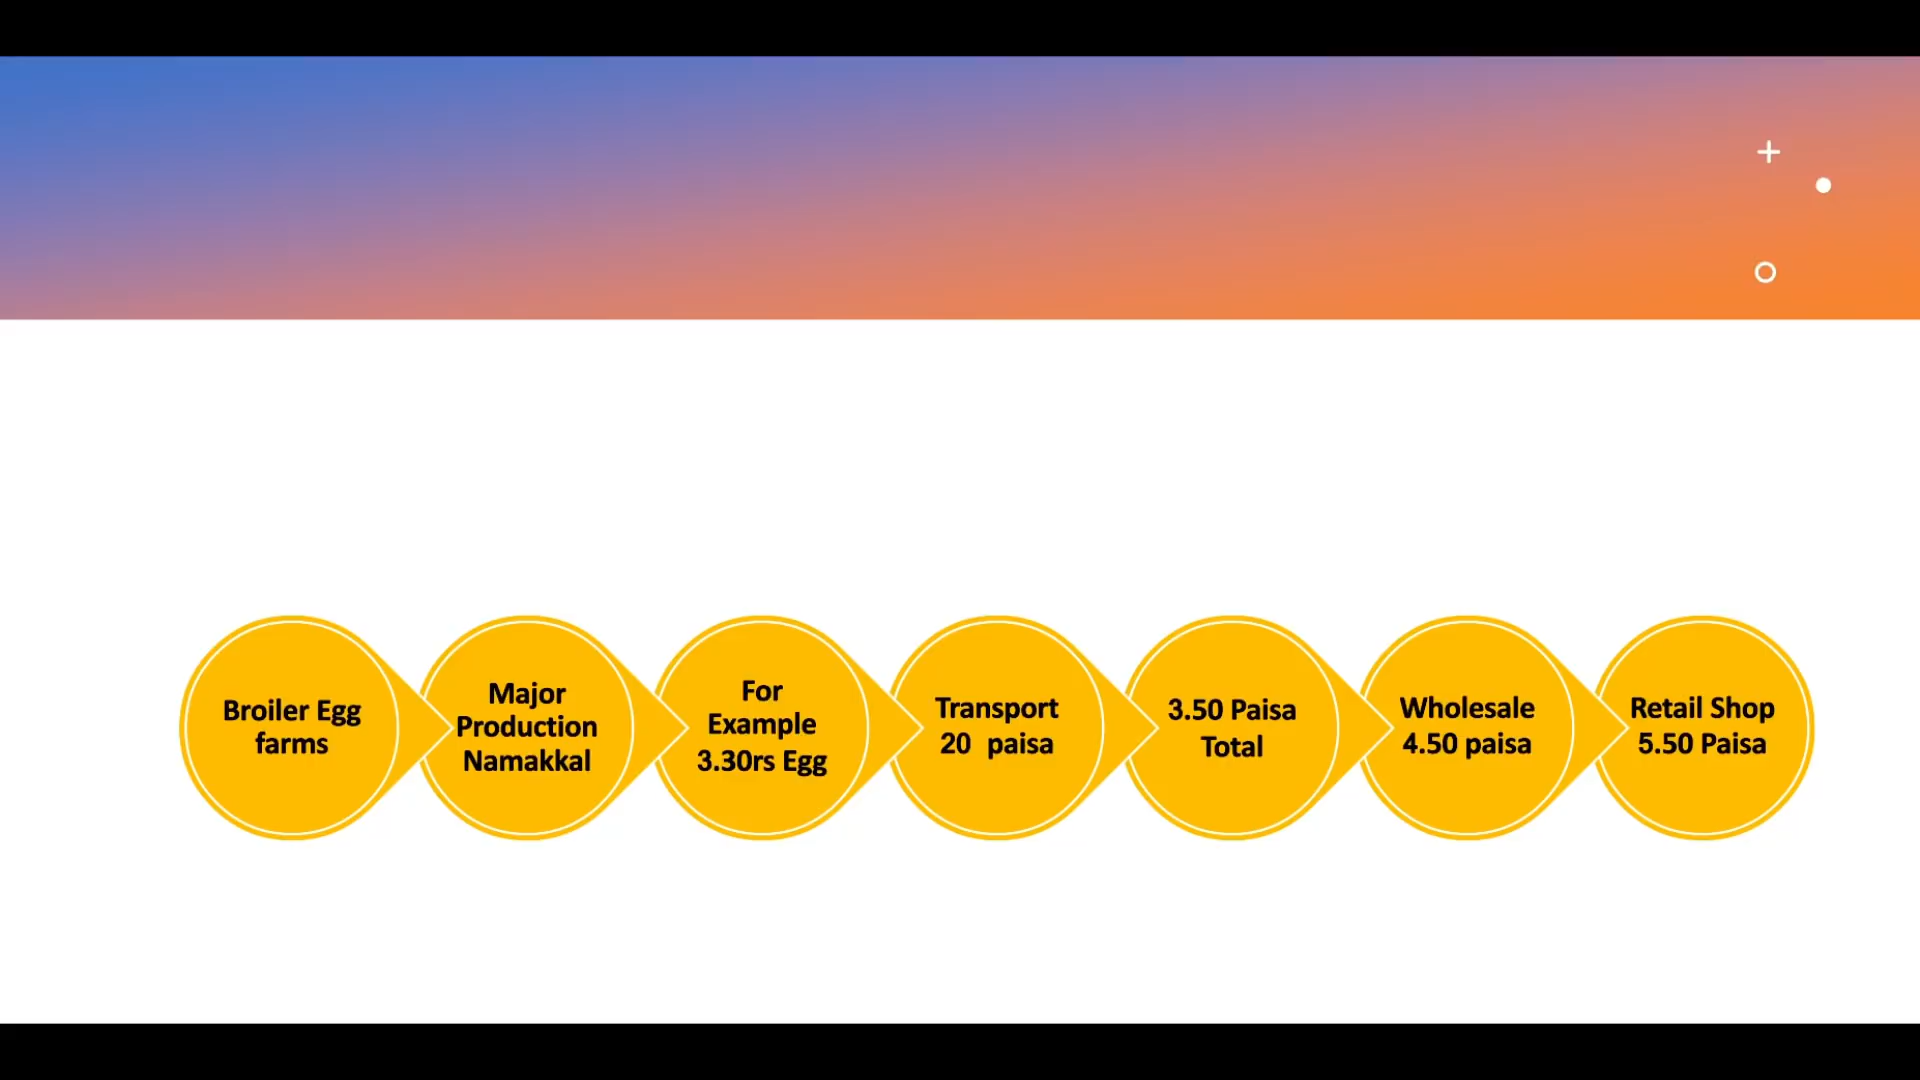 Broiler Egg
farms
Major
Production
Namakkal
For
Example
3.30rs Egg
Transport
20 paisa
3.50 Paisa
Total
Wholesale
4.50 paisa
Retail Shop
5.50 Paisa